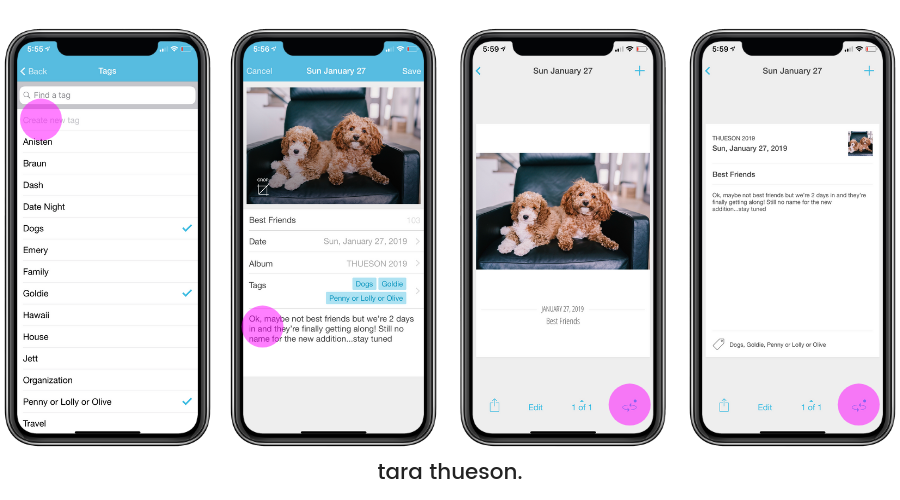 5:55
Back
Tags
Find a tag
Create new tag
Anisten
Braun
Dash
Date Night
Dogs
Emery
Family
Goldie
Hawaii
House
Jett
Organization
Penny or Lolly or Olive
Travel
5:56
Cancel
Sun January 27
Save
CROP
Best Friends
100
Date
Sun, January 27, 2019
Album
THUESON 2019
Tags
Dogs Goldie
Penny or Lolly or Olive
Ok, maybe not best friends but we're 2 days
in and they're finally getting along! Still no
name for the new addition...stay tuned
5:59
Sun January 27
JANUARY 27, 2019
Best Friends
Edit
1 of 1
5:59
Sun January 27
THUESON 2019
Sun, January 27, 2019
Best Friends
Ok, maybe not best friends but we're 2 days in and they're
finally getting along! Still no name for the new
addition...stay tuned
Dogs, Goldie, Penny or Lolly or Olive
Edit
1 of 1
tara thueson.